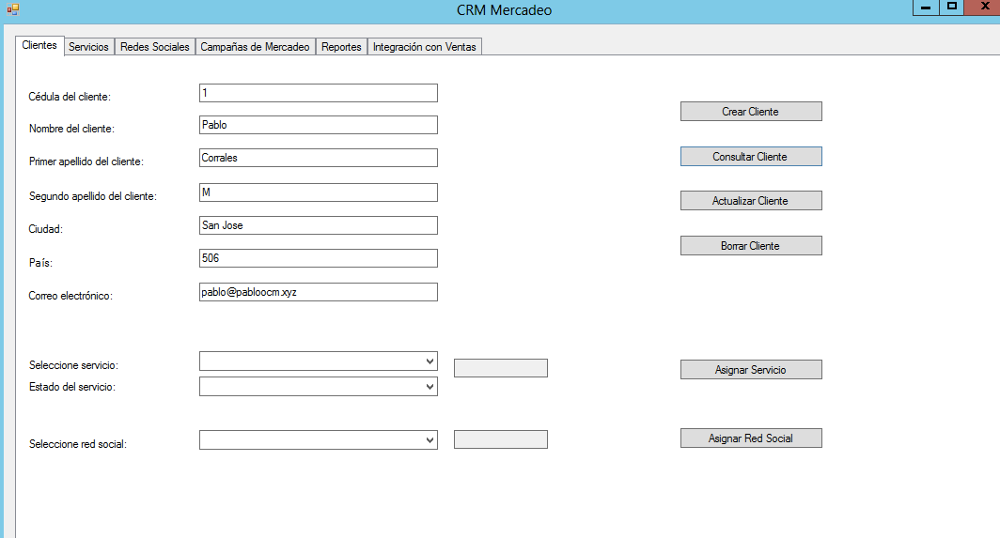 CRM Mercadeo
Clientes Servicios Redes Sociales Campañas de Mercadeo Reportes Integración con Ventas
Cédula del cliente: 1
Crear Cliente
Nombre del cliente: Pablo
Primer apellido del cliente: Corrales
Consultar Cliente
Segundo apellido del cliente: M
Actualizar Cliente
Ciudad: San Jose
Borrar Cliente
País: 506
Correo electrónico: pablo@pabloocm.xyz
Seleccione servicio:
Asignar Servicio
Estado del servicio:
Seleccione red social:
Asignar Red Social